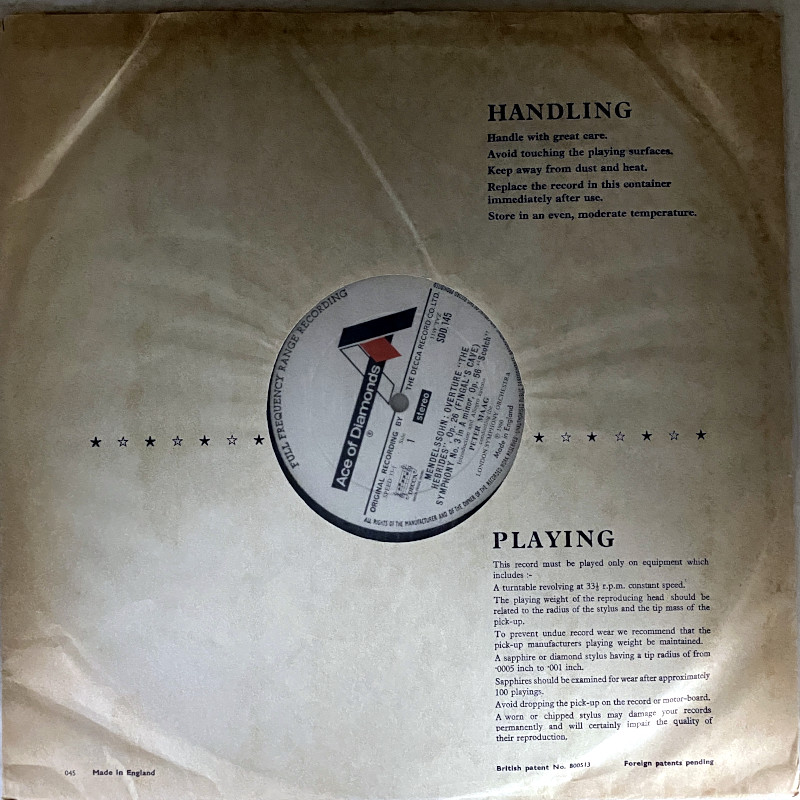 HANDLING
Handle with great care.
Avoid touching the playing surfaces.
Keep away from dust and heat.
Replace the record in this container
immediately after use.
Store in an even, moderate temperature.
FULL FREQUENCY RANGE RECORDING
Ace of Diamonds
®
ORIGINAL RECORDING BY THE DECCA RECORD CO. LTD.
SPEED 33⅓
Side
1
stereo
SDD 145
DECCA
MENDELSSOHN: OVERTURE "THE
HEBRIDES", Op. 26 (FINGAL'S CAVE)
SYMPHONY No. 3 in A minor, Op. 56 "Scotch"
PETER MAAG
LONDON SYMPHONY ORCHESTRA
℗ 1960
Made in England
ALL RIGHTS OF THE MANUFACTURER AND OF THE OWNER OF THE RECORDED WORK RESERVED
PLAYING
This record must be played only on equipment which
includes :-
A turntable revolving at 33⅓ r.p.m. constant speed.
The playing weight of the reproducing head should be
related to the radius of the stylus and the tip mass of the
pick-up.
To prevent undue record wear we recommend that the
pick-up manufacturers playing weight be maintained.
A sapphire or diamond stylus having a tip radius of from
·0005 inch to ·001 inch.
Sapphires should be examined for wear after approximately
100 playings.
Avoid dropping the pick-up on the record or motor-board.
A worn or chipped stylus may damage your records
permanently and will certainly impair the quality of
their reproduction.
045 Made in England
British patent No. 800513 Foreign patents pending